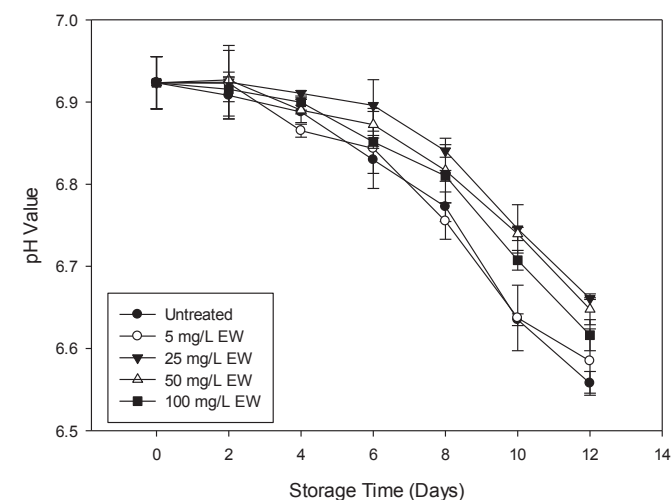 7.0
6.9
6.8
6.7
6.6
6.5
pH Value
Untreated
5 mg/L EW
25 mg/L EW
50 mg/L EW
100 mg/L EW
0 2 4 6 8 10 12 14
Storage Time (Days)